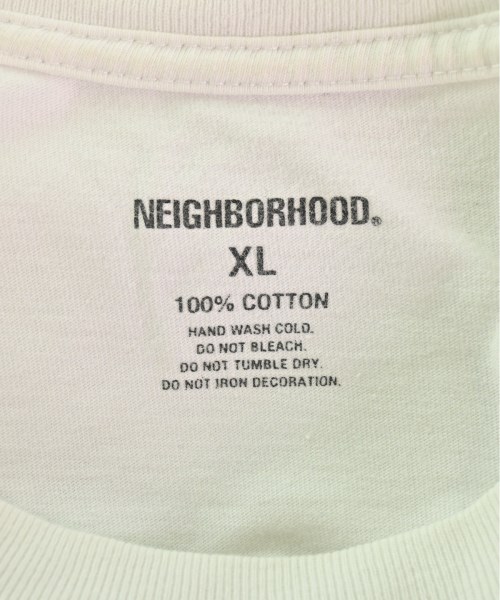 NEIGHBORHOOD®
XL
100% COTTON
HAND WASH COLD.
DO NOT BLEACH.
DO NOT TUMBLE DRY.
DO NOT IRON DECORATION.